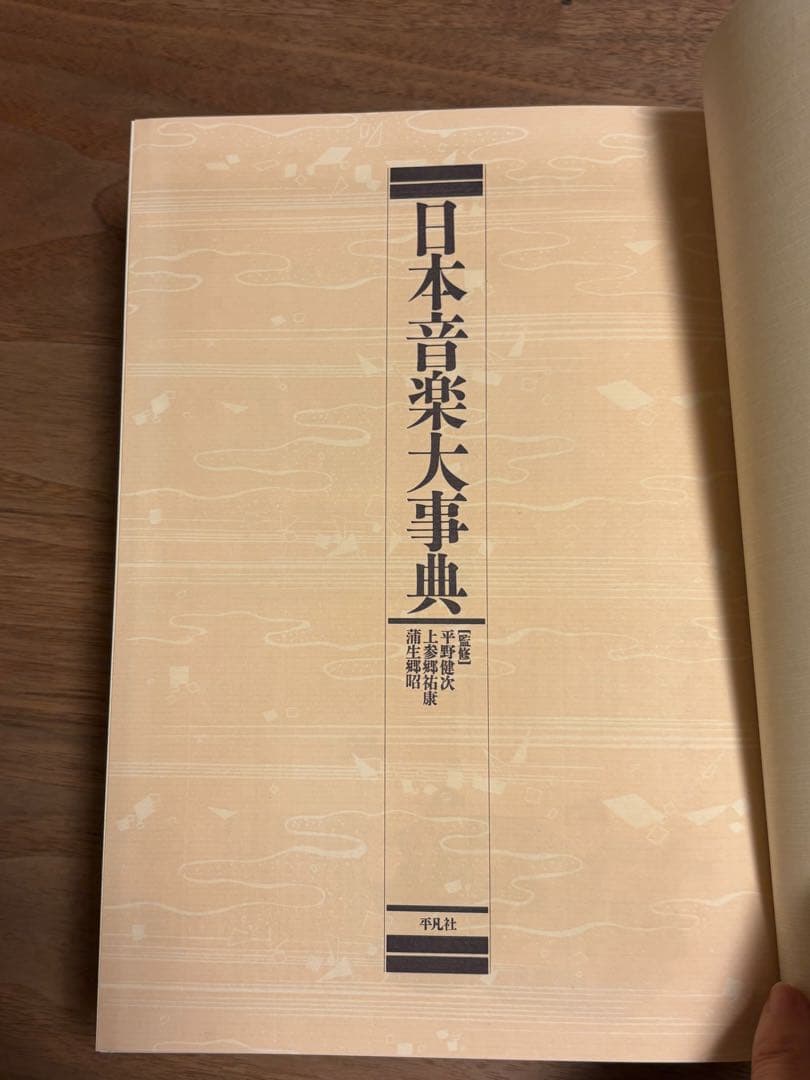 日本音楽大事典
［監修］
平野健次
上参郷祐康
蒲生郷昭
平凡社